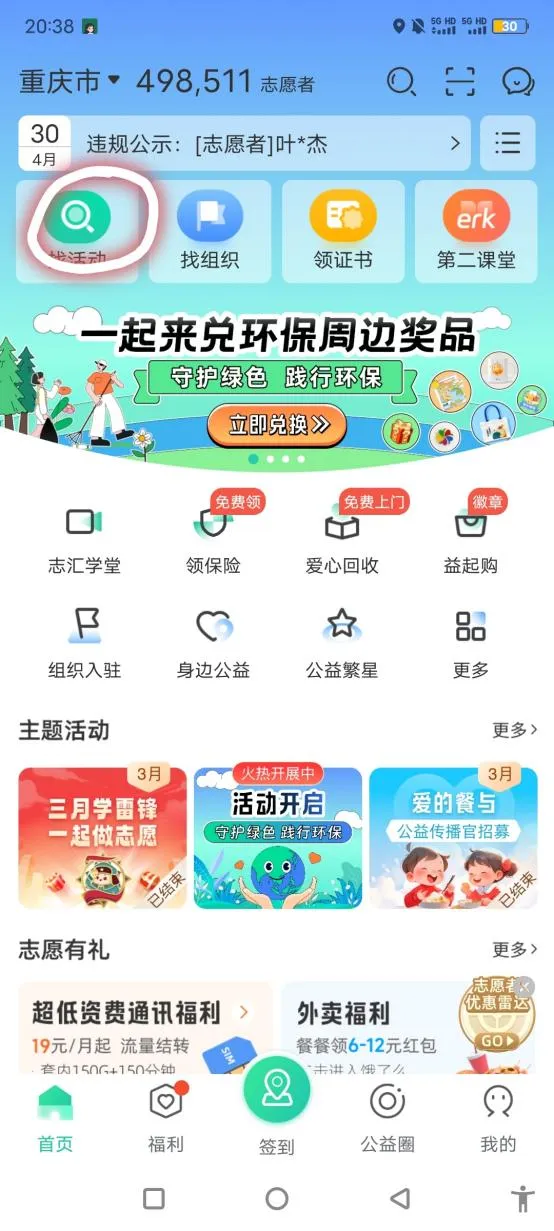 20:38
5G HD 5G HD 30
重庆市 498,511 志愿者
30
4月
违规公示：[志愿者]叶*杰
找活动 找组织 领证书 第二课堂
erk
一起来兑环保周边奖品
守护绿色 践行环保
立即兑换
免费领 免费上门 徽章
志汇学堂 领保险 爱心回收 益起购
组织入驻 身边公益 公益繁星 更多
主题活动 更多
3月
三月学雷锋
一起做志愿
已结束
火热开展中
活动开启
守护绿色 践行环保
3月
爱的餐与
公益传播官招募
已结束
志愿有礼 更多
超低资费通讯福利
19元/月起 流量结转
套内150G+150分钟
SIM
外卖福利
餐餐领6-12元红包
点击进入饿了么
志愿者
优惠雷达
GO
首页 福利 签到 公益圈 我的